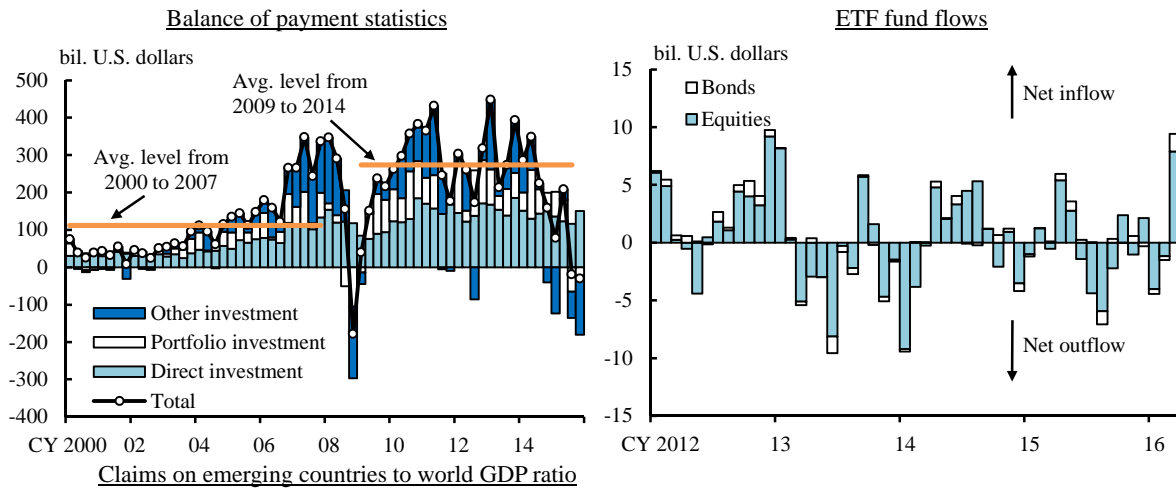 Balance of payment statistics
bil. U.S. dollars
500
400
300
200
100
0
-100
-200
-300
-400
Avg. level from
2009 to 2014
Avg. level from
2000 to 2007
Other investment
Portfolio investment
Direct investment
Total
CY 2000 02 04 06 08 10 12 14
Claims on emerging countries to world GDP ratio
ETF fund flows
bil. U.S. dollars
15
10
5
0
-5
-10
-15
Bonds
Equities
Net inflow
Net outflow
CY 2012 13 14 15 16